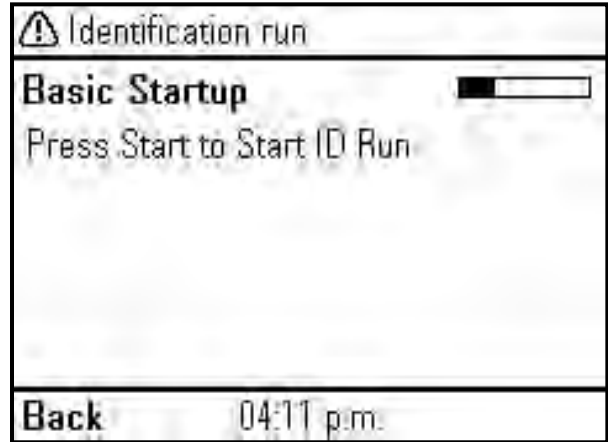 Identification run
Basic Startup
Press Start to Start ID Run
Back 04:11 p.m.